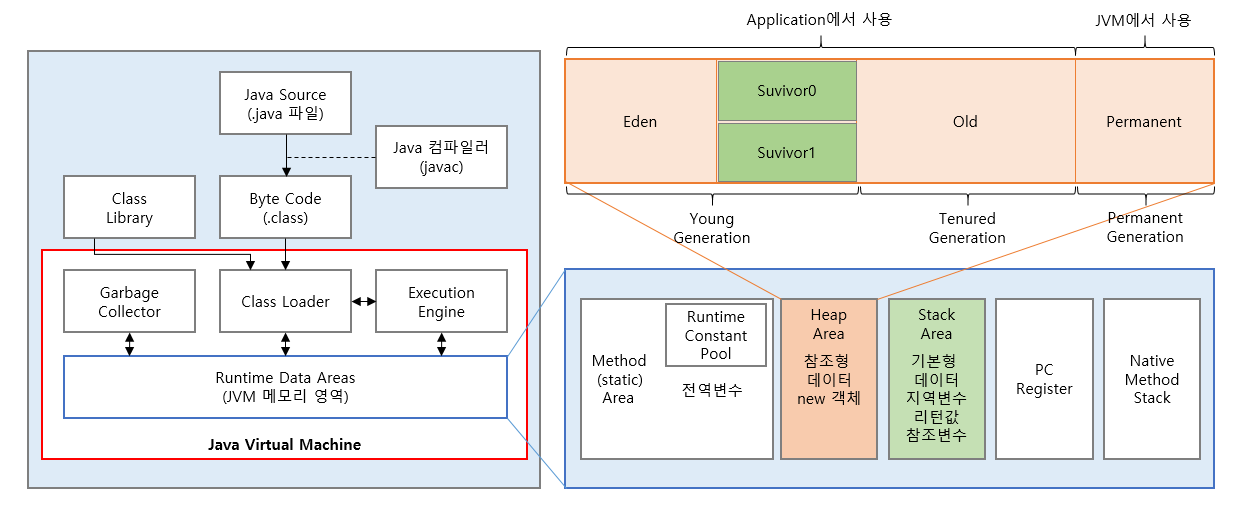 Java Source
(.java 파일)
Java 컴파일러
(javac)
Class
Library
Byte Code
(.class)
Garbage
Collector
Class Loader
Execution
Engine
Runtime Data Areas
(JVM 메모리 영역)
Java Virtual Machine
Application에서 사용
JVM에서 사용
Eden
Suvivor0
Suvivor1
Old
Permanent
Young
Generation
Tenured
Generation
Permanent
Generation
Method
(static)
Area
Runtime
Constant
Pool
전역변수
Heap
Area
참조형
데이터
new 객체
Stack
Area
기본형
데이터
지역변수
리턴값
참조변수
PC
Register
Native
Method
Stack